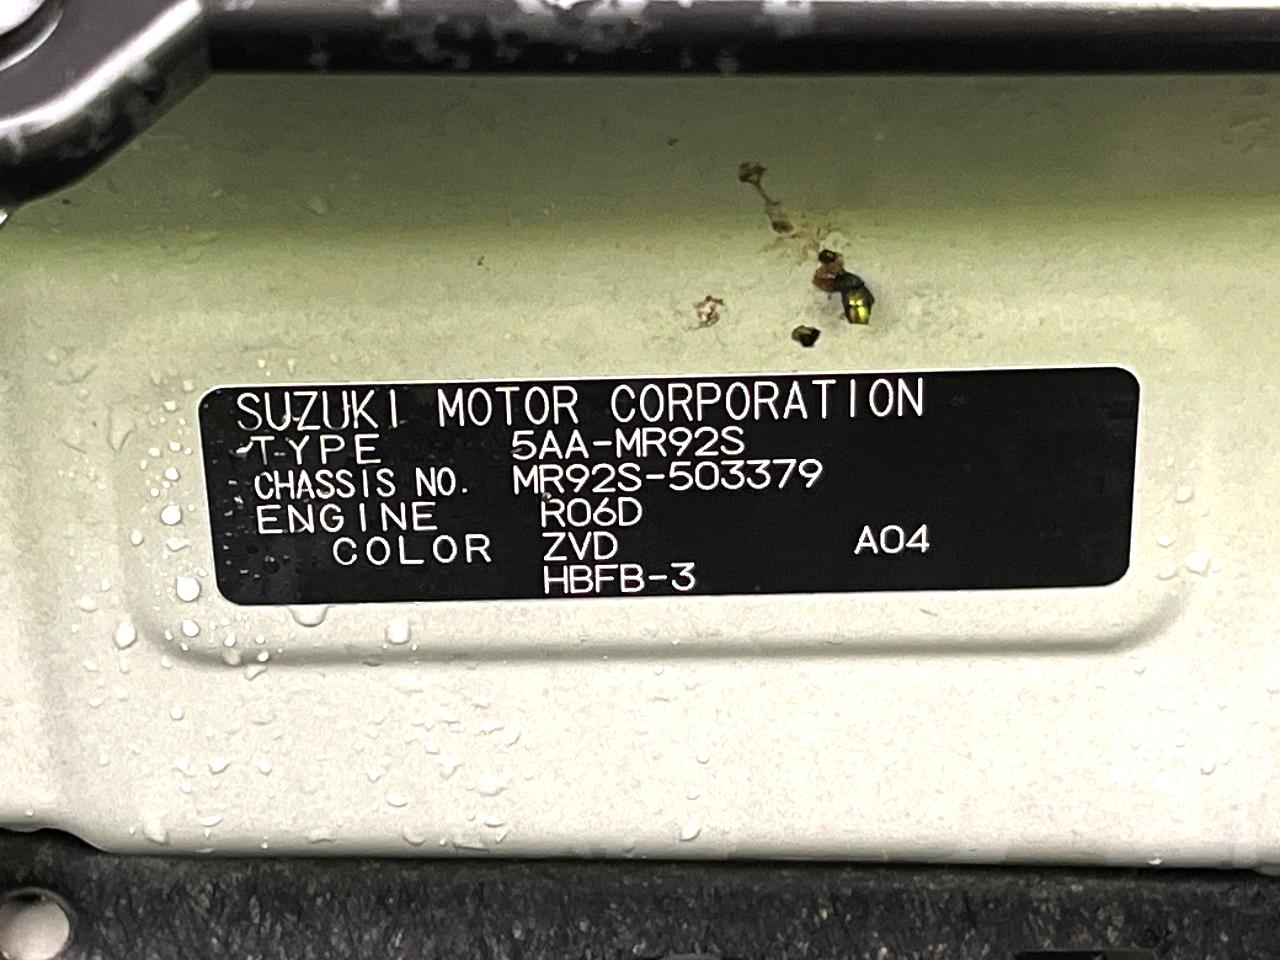 SUZUKI MOTOR CORPORATION
TYPE 5AA-MR92S
CHASSIS NO. MR92S-503379
ENGINE R06D
COLOR ZVD A04
HBFB-3